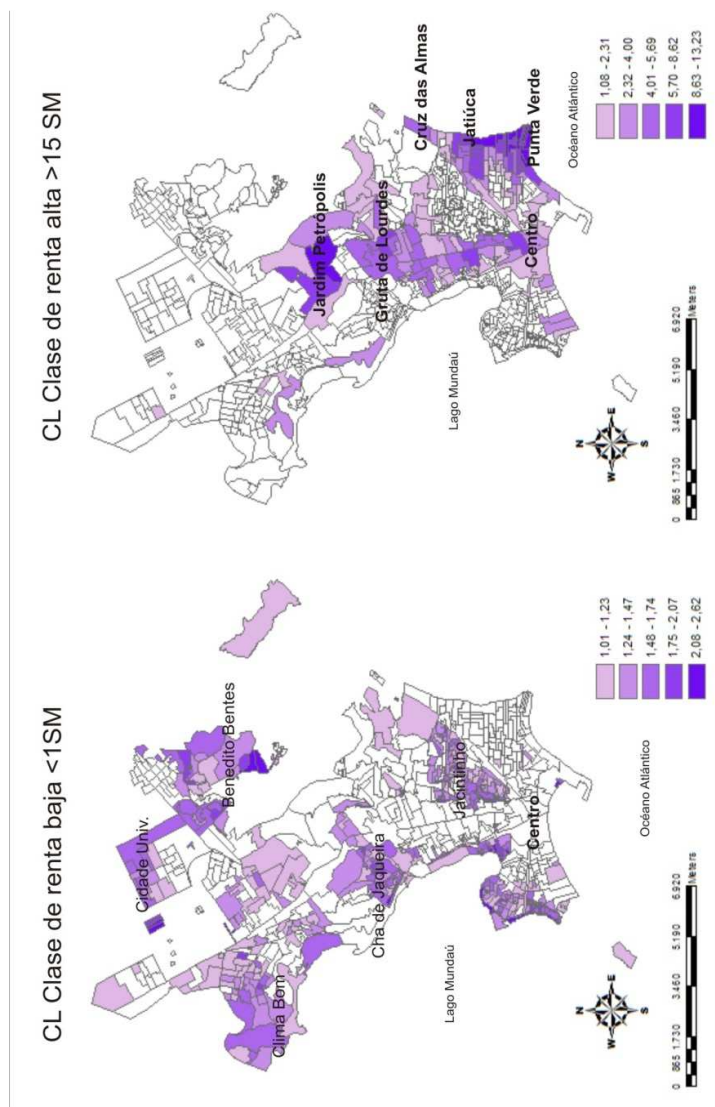 CL Clase de renta baja <1SM
Cidade Univ.
Benedito Bentes
Clima Bom
Cha de Jaqueira
Jacintinho
Lago Mundaú
Centro
Océano Atlántico
N
W
E
S
0 865 1.730 3.460 5.190 6.920
Meters
1,01 - 1,23
1,24 - 1,47
1,48 - 1,74
1,75 - 2,07
2,08 - 2,62
CL Clase de renta alta >15 SM
Jardim Petrópolis
Gruta de Lourdes
Cruz das Almas
Jatiúca
Lago Mundaú
Centro
Punta Verde
Océano Atlántico
N
W
E
S
0 865 1.730 3.460 5.190 6.920
Meters
1,08 - 2,31
2,32 - 4,00
4,01 - 5,69
5,70 - 8,62
8,63 - 13,23